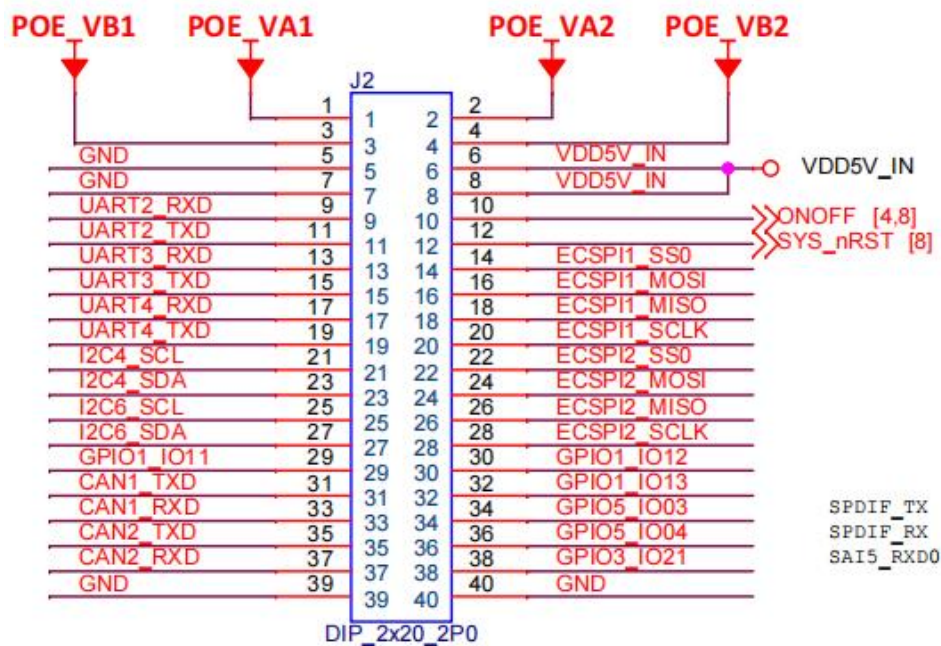 POE_VB1 POE_VA1 POE_VA2 POE_VB2
J2
1 1 2 2
3 3 4 4
GND 5 5 6 6 VDD5V_IN VDD5V_IN
GND 7 7 8 8 VDD5V_IN
UART2_RXD 9 9 10 10 ONOFF [4,8]
UART2_TXD 11 11 12 12 SYS_nRST [8]
UART3_RXD 13 13 14 14 ECSPI1_SS0
UART3_TXD 15 15 16 16 ECSPI1_MOSI
UART4_RXD 17 17 18 18 ECSPI1_MISO
UART4_TXD 19 19 20 20 ECSPI1_SCLK
I2C4_SCL 21 21 22 22 ECSPI2_SS0
I2C4_SDA 23 23 24 24 ECSPI2_MOSI
I2C6_SCL 25 25 26 26 ECSPI2_MISO
I2C6_SDA 27 27 28 28 ECSPI2_SCLK
GPIO1_IO11 29 29 30 30 GPIO1_IO12
CAN1_TXD 31 31 32 32 GPIO1_IO13
CAN1_RXD 33 33 34 34 GPIO5_IO03 SPDIF_TX
CAN2_TXD 35 35 36 36 GPIO5_IO04 SPDIF_RX
CAN2_RXD 37 37 38 38 GPIO3_IO21 SAI5_RXD0
GND 39 39 40 40 GND
DIP_2x20_2P0